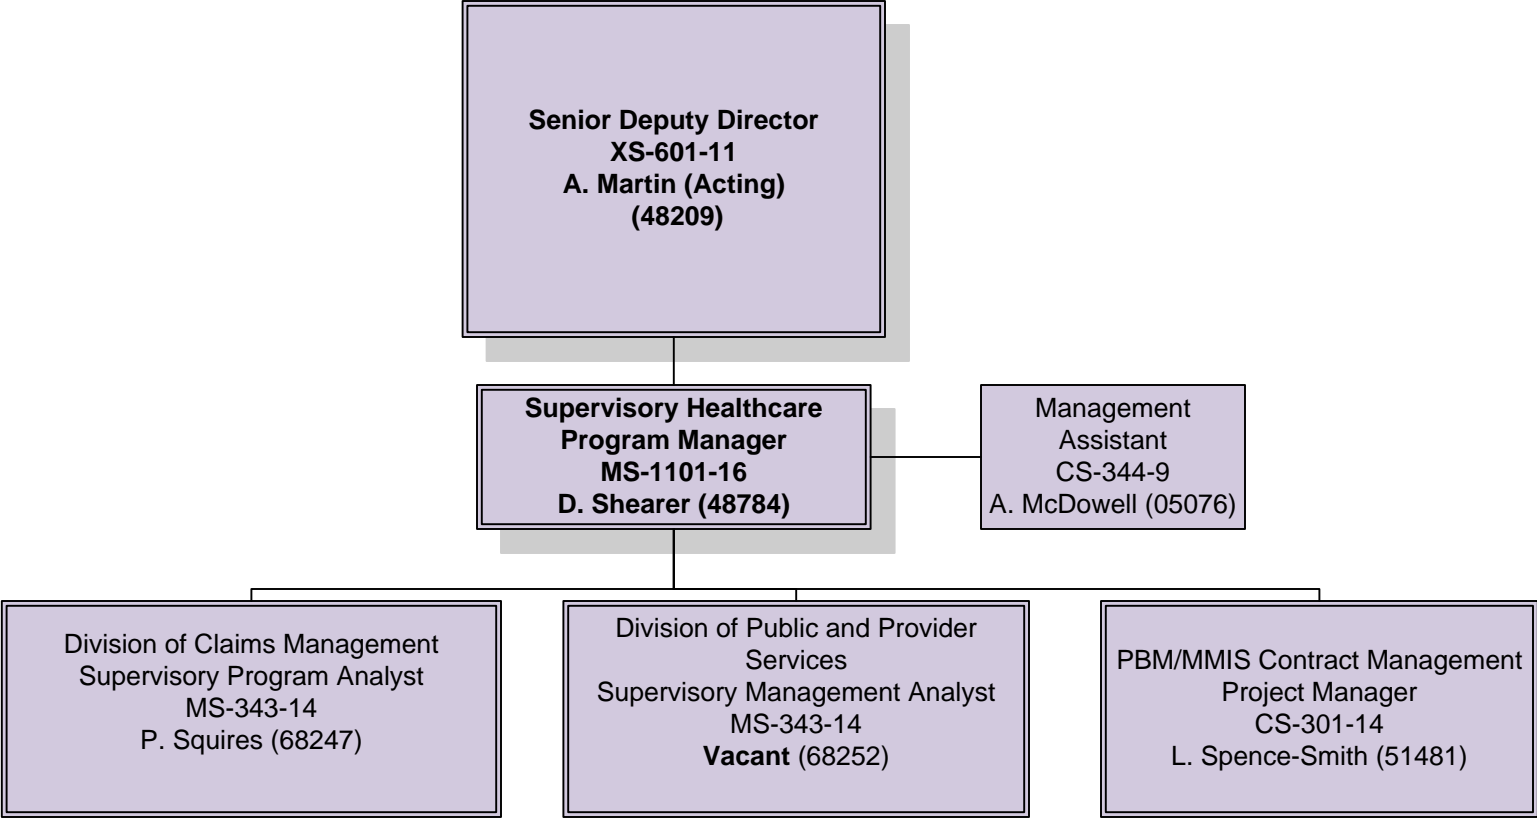 Senior Deputy Director
XS-601-11
A. Martin (Acting)
(48209)
Supervisory Healthcare
Program Manager
MS-1101-16
D. Shearer (48784)
Management
Assistant
CS-344-9
A. McDowell (05076)
Division of Claims Management
Supervisory Program Analyst
MS-343-14
P. Squires (68247)
Division of Public and Provider
Services
Supervisory Management Analyst
MS-343-14
Vacant (68252)
PBM/MMIS Contract Management
Project Manager
CS-301-14
L. Spence-Smith (51481)